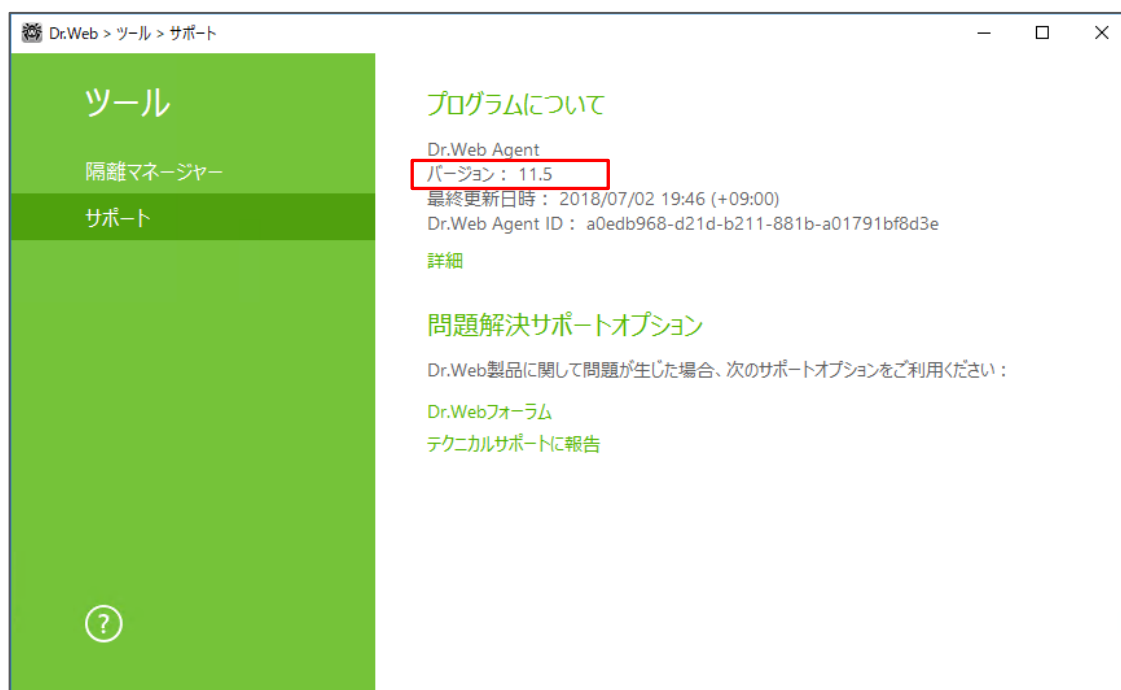 Dr.Web > ツール > サポート
ツール
隔離マネージャー
サポート
プログラムについて
Dr.Web Agent
バージョン： 11.5
最終更新日時： 2018/07/02 19:46 (+09:00)
Dr.Web Agent ID： a0edb968-d21d-b211-881b-a01791bf8d3e
詳細
問題解決サポートオプション
Dr.Web製品に関して問題が生じた場合、次のサポートオプションをご利用ください：
Dr.Webフォーラム
テクニカルサポートに報告
?